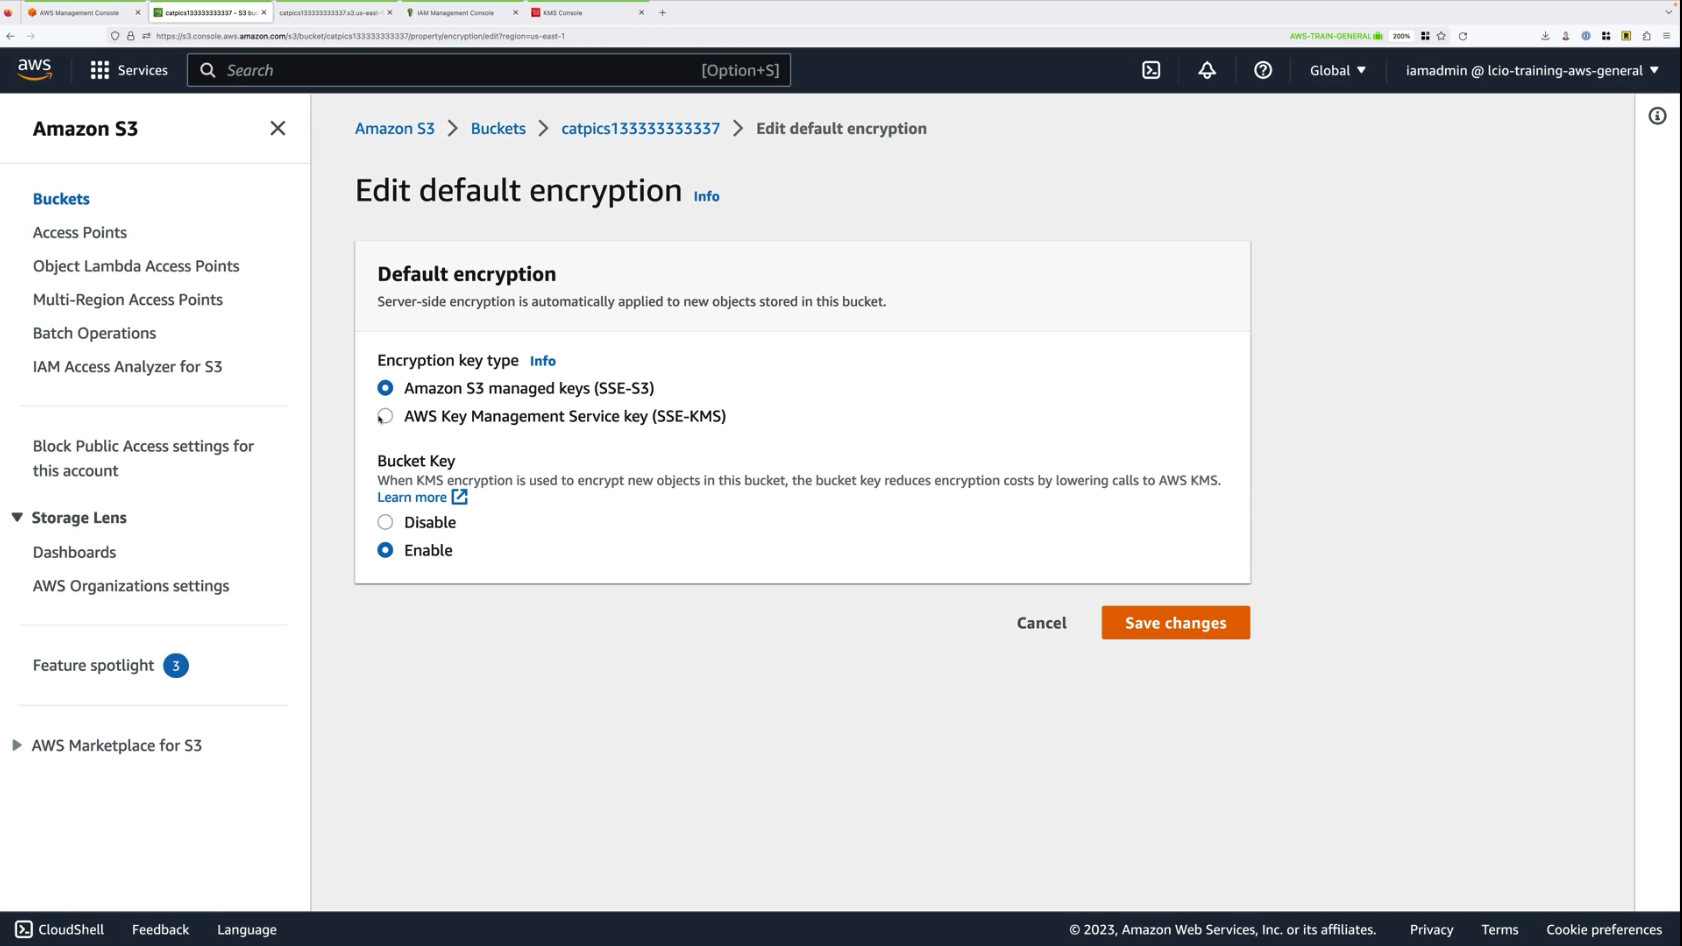 AWS Management Console
catpics133333333337 - S3 bu
catpics133333333337.s3.us-east-1
IAM Management Console
KMS Console
https://s3.console.aws.amazon.com/s3/bucket/catpics133333333337/property/encryption/edit?region=us-east-1
AWS-TRAIN-GENERAL
200%
aws
Services
Search
[Option+S]
Global
iamadmin @ lcio-training-aws-general
Amazon S3
Buckets
Access Points
Object Lambda Access Points
Multi-Region Access Points
Batch Operations
IAM Access Analyzer for S3
Block Public Access settings for
this account
Storage Lens
Dashboards
AWS Organizations settings
Feature spotlight 3
AWS Marketplace for S3
Amazon S3 > Buckets > catpics133333333337 > Edit default encryption
Edit default encryption Info
Default encryption
Server-side encryption is automatically applied to new objects stored in this bucket.
Encryption key type Info
Amazon S3 managed keys (SSE-S3)
AWS Key Management Service key (SSE-KMS)
Bucket Key
When KMS encryption is used to encrypt new objects in this bucket, the bucket key reduces encryption costs by lowering calls to AWS KMS.
Learn more
Disable
Enable
Cancel
Save changes
CloudShell
Feedback
Language
© 2023, Amazon Web Services, Inc. or its affiliates.
Privacy
Terms
Cookie preferences